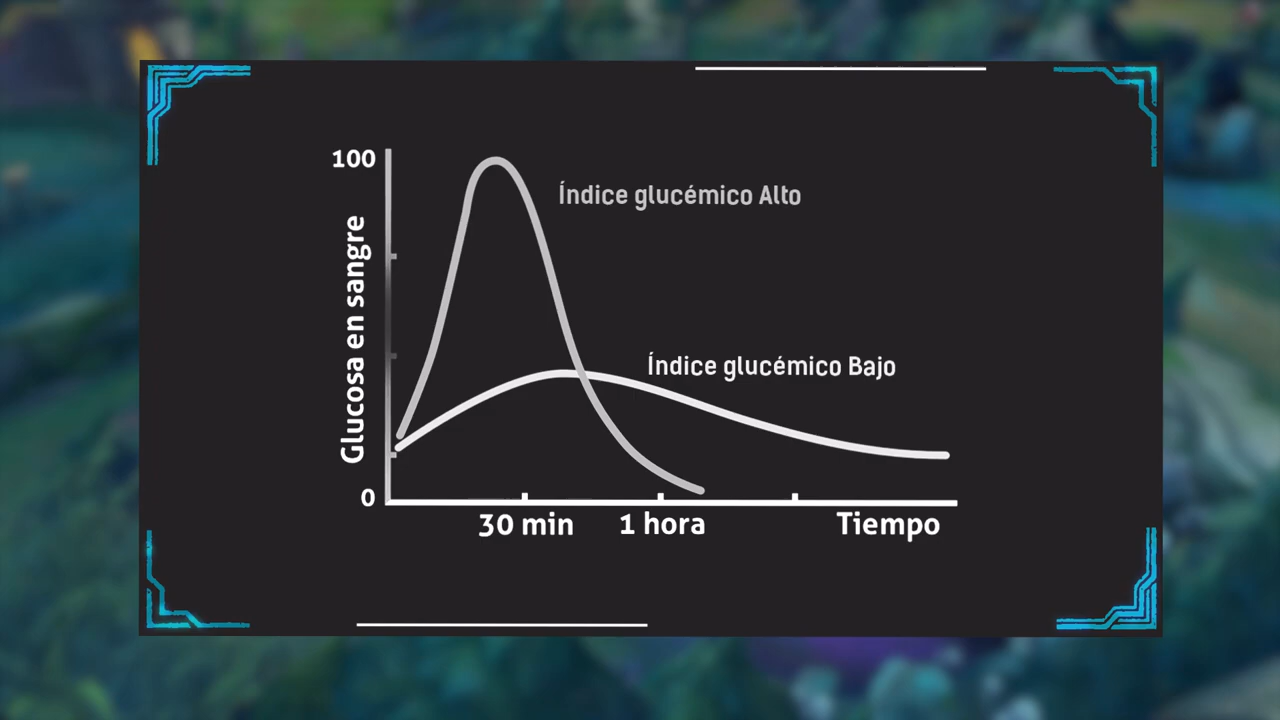 100
Índice glucémico Alto
Glucosa en sangre
Índice glucémico Bajo
0
30 min
1 hora
Tiempo